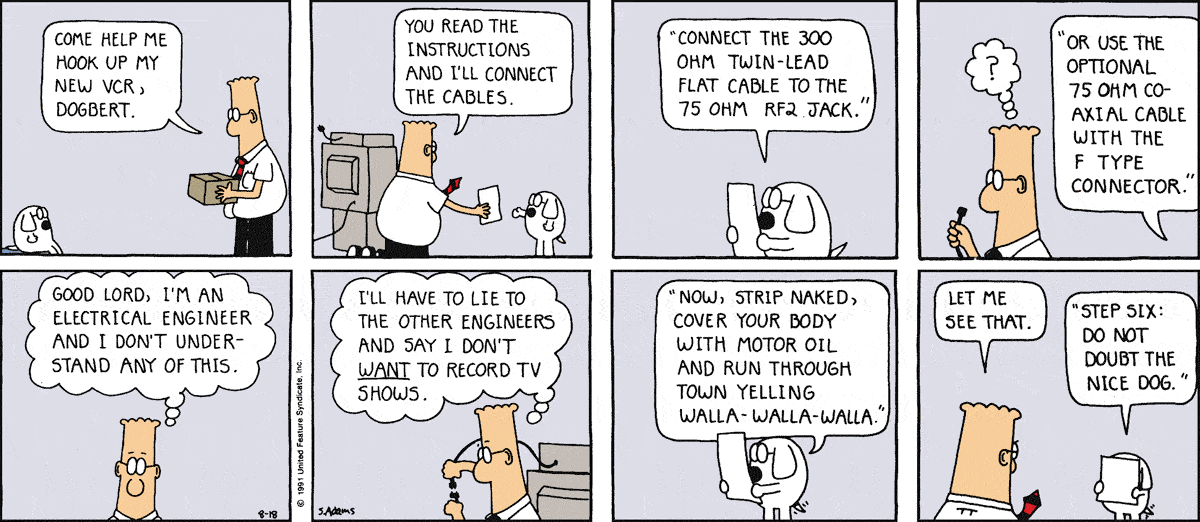 COME HELP ME
HOOK UP MY
NEW VCR,
DOGBERT.
YOU READ THE
INSTRUCTIONS
AND I'LL CONNECT
THE CABLES.
"CONNECT THE 300
OHM TWIN-LEAD
FLAT CABLE TO THE
75 OHM RF2 JACK."
?
"OR USE THE
OPTIONAL
75 OHM CO-
AXIAL CABLE
WITH THE
F TYPE
CONNECTOR."
GOOD LORD, I'M AN
ELECTRICAL ENGINEER
AND I DON'T UNDER-
STAND ANY OF THIS.
8-18
© 1991 United Feature Syndicate, Inc.
I'LL HAVE TO LIE TO
THE OTHER ENGINEERS
AND SAY I DON'T
WANT TO RECORD TV
SHOWS.
S.Adams
"NOW, STRIP NAKED,
COVER YOUR BODY
WITH MOTOR OIL
AND RUN THROUGH
TOWN YELLING
WALLA-WALLA-WALLA."
LET ME
SEE THAT.
"STEP SIX:
DO NOT
DOUBT THE
NICE DOG."